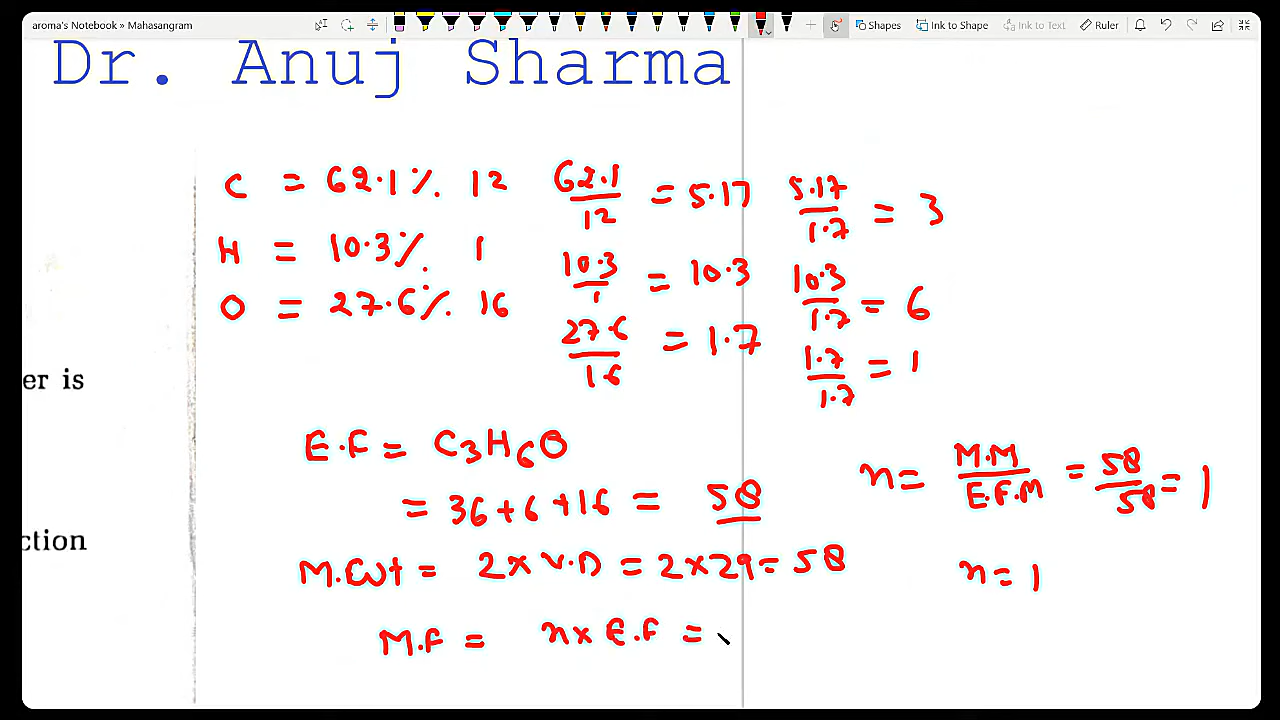 aroma's Notebook » Mahasangram
Shapes Ink to Shape Ink to Text Ruler
Dr. Anuj Sharma
C = 62.1% 12 62.1/12 = 5.17 5.17/1.7 = 3
H = 10.3% 1 10.3/1 = 10.3 10.3/1.7 = 6
O = 27.6% 16 27.6/16 = 1.7 1.7/1.7 = 1
er is
E.F = C3H6O
= 36+6+16 = 58
n = M.M/E.F.M = 58/58 = 1
ction
M.Wt = 2×V.D = 2×29 = 58
n = 1
M.F = n×E.F =